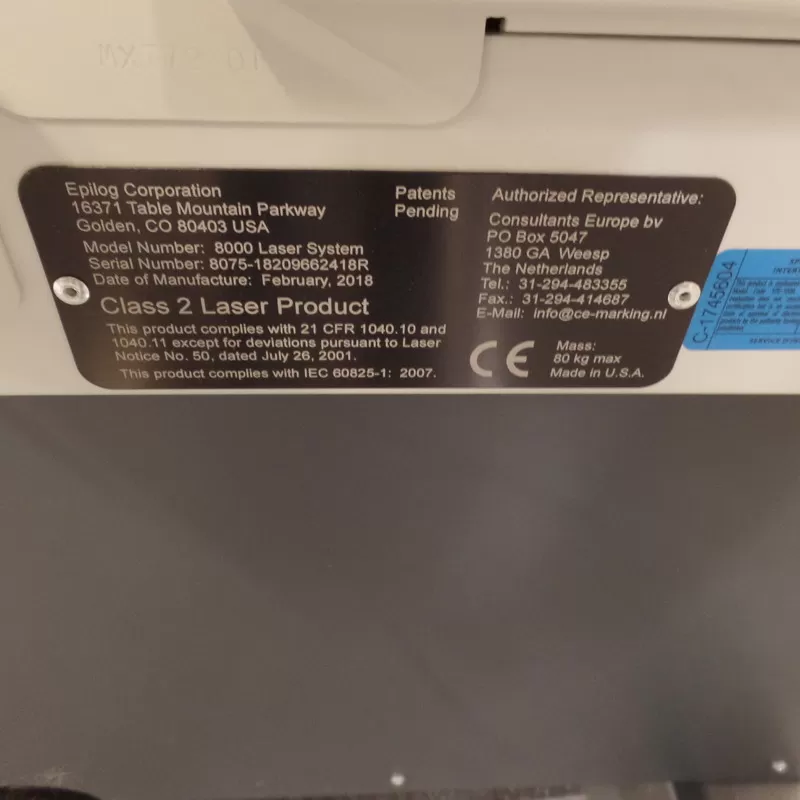 Epilog Corporation
16371 Table Mountain Parkway
Golden, CO 80403 USA
Model Number: 8000 Laser System
Serial Number: 8075-18209662418R
Date of Manufacture: February, 2018
Class 2 Laser Product
This product complies with 21 CFR 1040.10 and
1040.11 except for deviations pursuant to Laser
Notice No. 50, dated July 26, 2001.
This product complies with IEC 60825-1: 2007.
Patents
Pending
Authorized Representative:
Consultants Europe bv
PO Box 5047
1380 GA Weesp
The Netherlands
Tel.: 31-294-483355
Fax.: 31-294-414687
E-Mail: info@ce-marking.nl
CE
Mass:
80 kg max
Made in U.S.A.
C-1745604